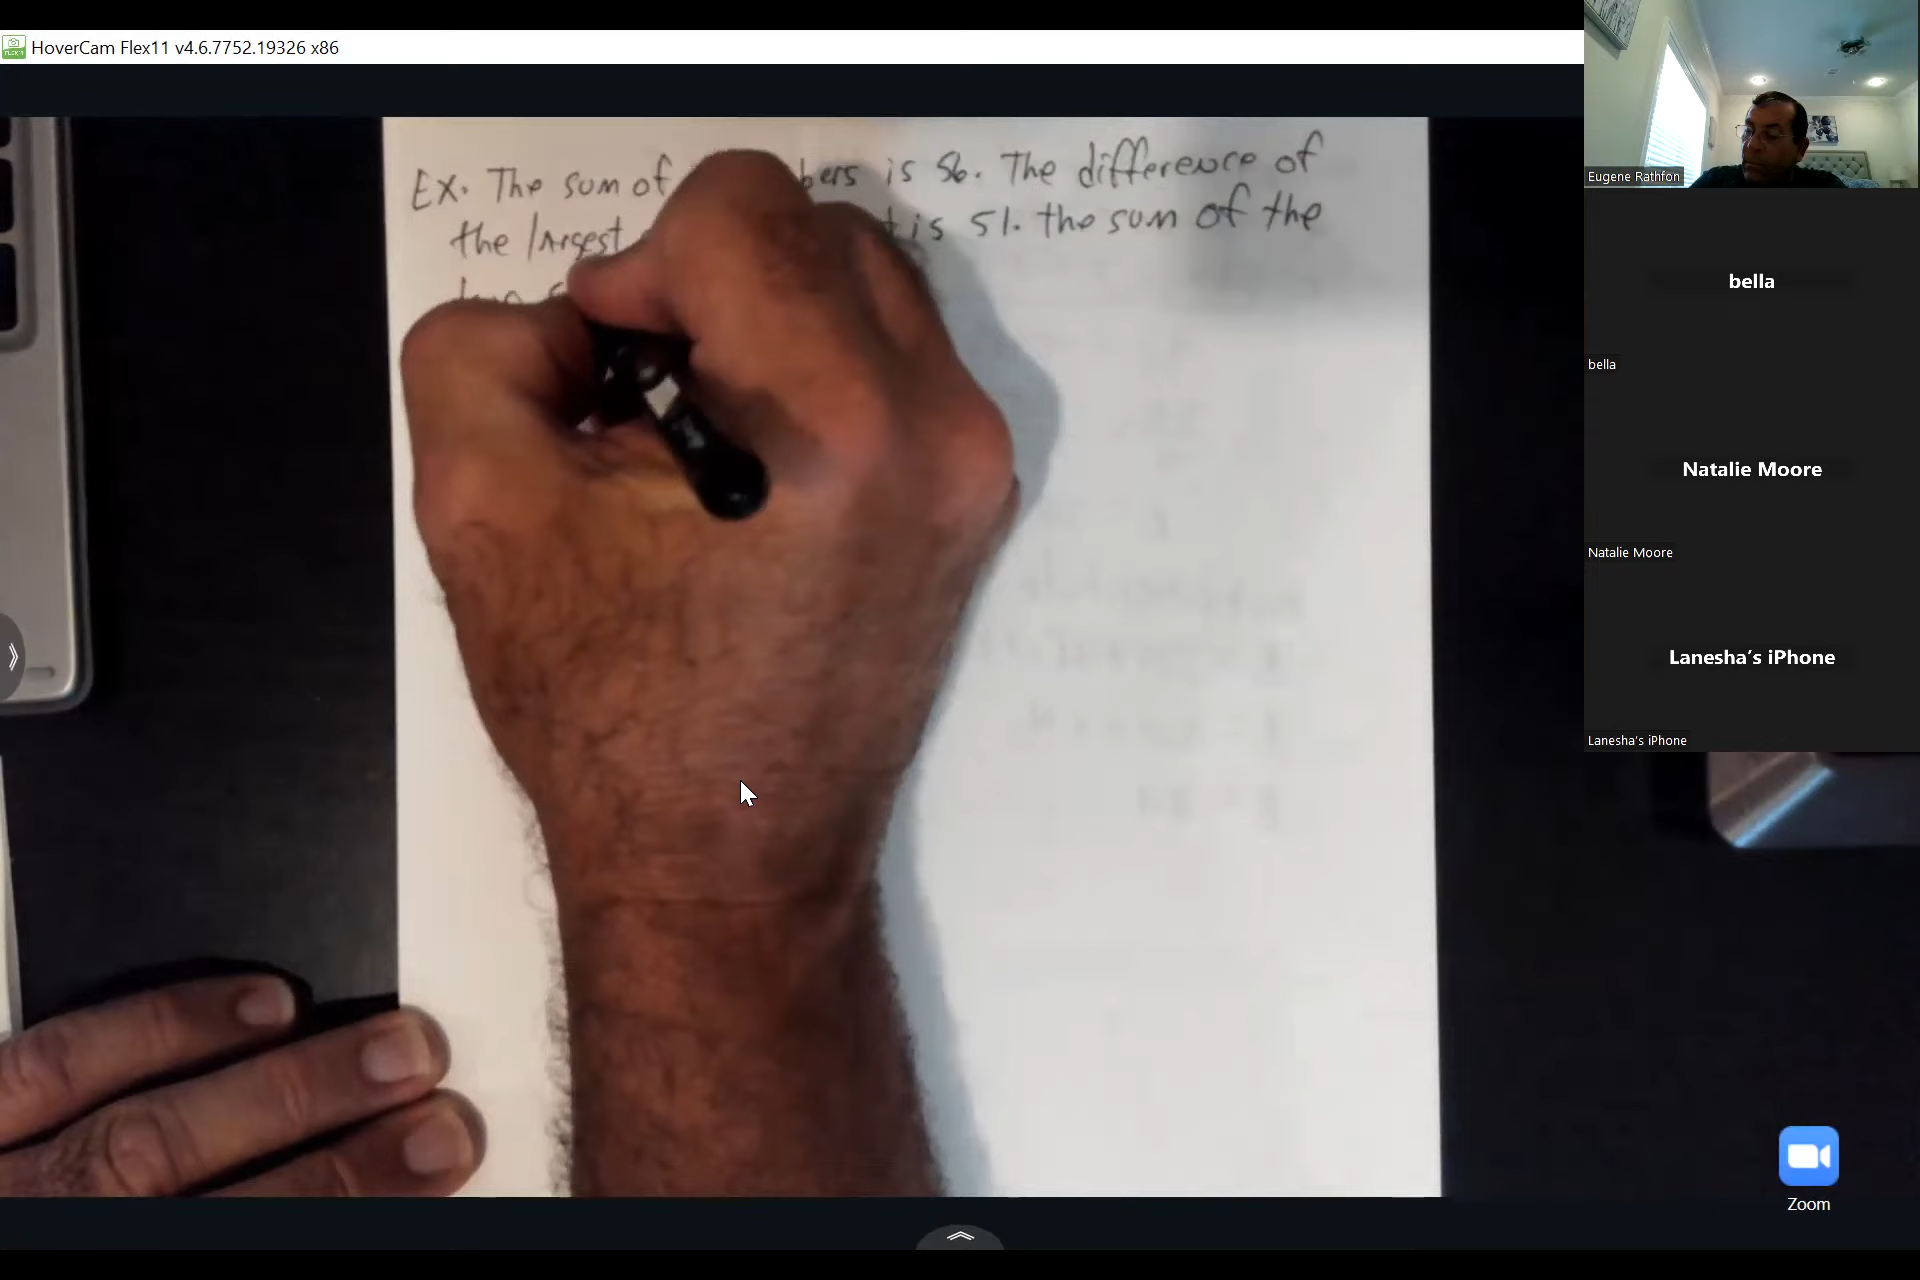 HoverCam Flex11 v4.6.7752.19326 x86
Ex. The sum of bers is 56. The difference of
the largest is 51. the sum of the
Eugene Rathfon
bella
bella
Natalie Moore
Natalie Moore
Lanesha's iPhone
Lanesha's iPhone
Zoom